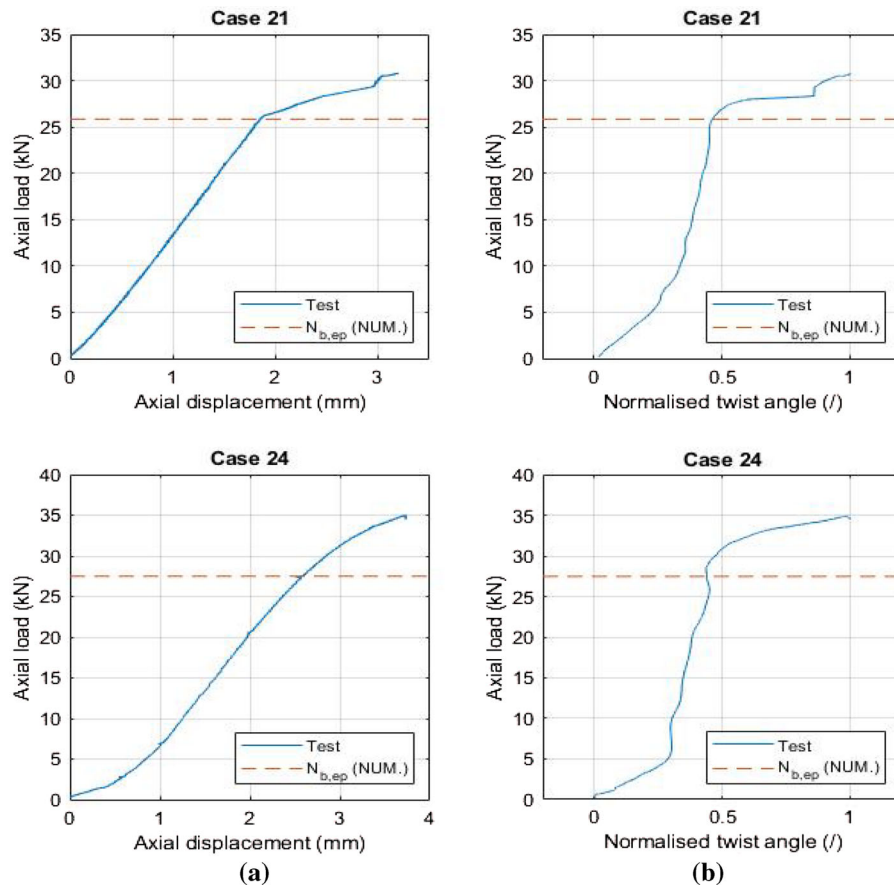 Case 21
35
30
25
20
15
10
5
0
Axial load (kN)
0 1 2 3
Axial displacement (mm)
Test
N_b,ep (NUM.)
Case 21
35
30
25
20
15
10
5
0
Axial load (kN)
0 0.5 1
Normalised twist angle (/)
Test
N_b,ep (NUM.)
Case 24
40
35
30
25
20
15
10
5
0
Axial load (kN)
0 1 2 3 4
Axial displacement (mm)
Test
N_b,ep (NUM.)
(a)
Case 24
40
35
30
25
20
15
10
5
0
Axial load (kN)
0 0.5 1
Normalised twist angle (/)
Test
N_b,ep (NUM.)
(b)